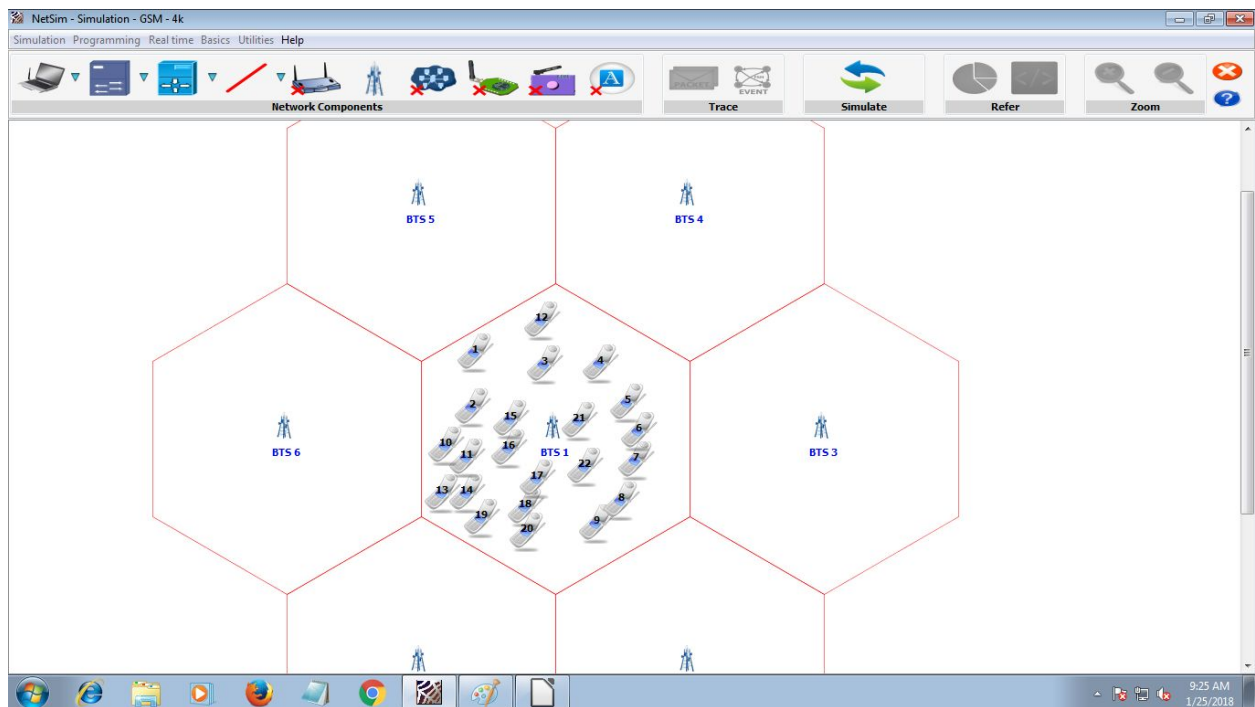 NetSim - Simulation - GSM - 4k
Simulation Programming Real time Basics Utilities Help
PACKET
EVENT
A
Network Components Trace Simulate Refer Zoom
BTS 5 BTS 4
12
1
3 4
2 5
15 21
6
10 16
11 BTS 1 22 7
BTS 6 BTS 3
17
13 14 8
18
19 9
20
9:25 AM
1/25/2018